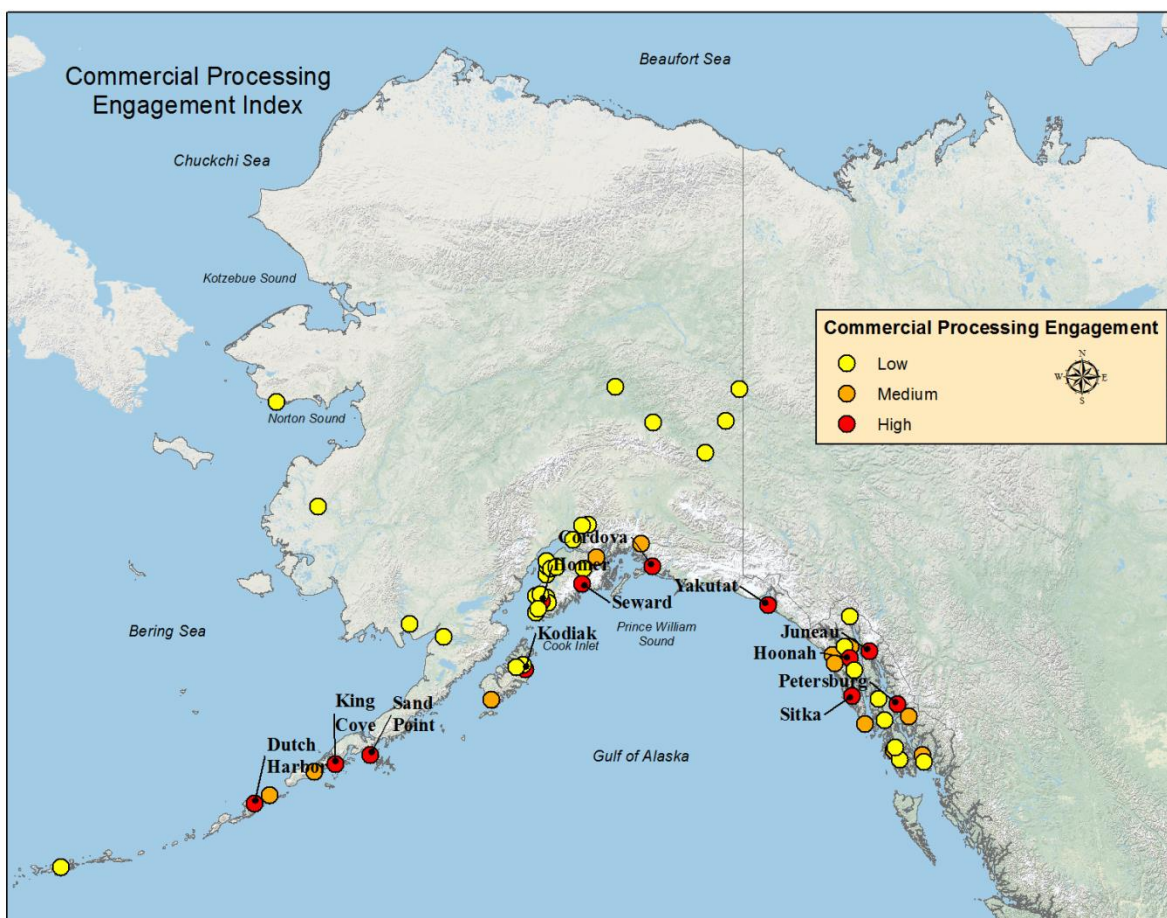 Commercial Processing
Engagement Index
Beaufort Sea
Chuckchi Sea
Kotzebue Sound
Commercial Processing Engagement
N
W E
S
Low
Medium
High
Norton Sound
Cordova
Homer
Yakutat
Seward
Prince William
Sound
Kodiak
Cook Inlet
Bering Sea
Juneau
Hoonah
Petersburg
Sitka
King
Cove
Sand
Point
Dutch
Harbor
Gulf of Alaska